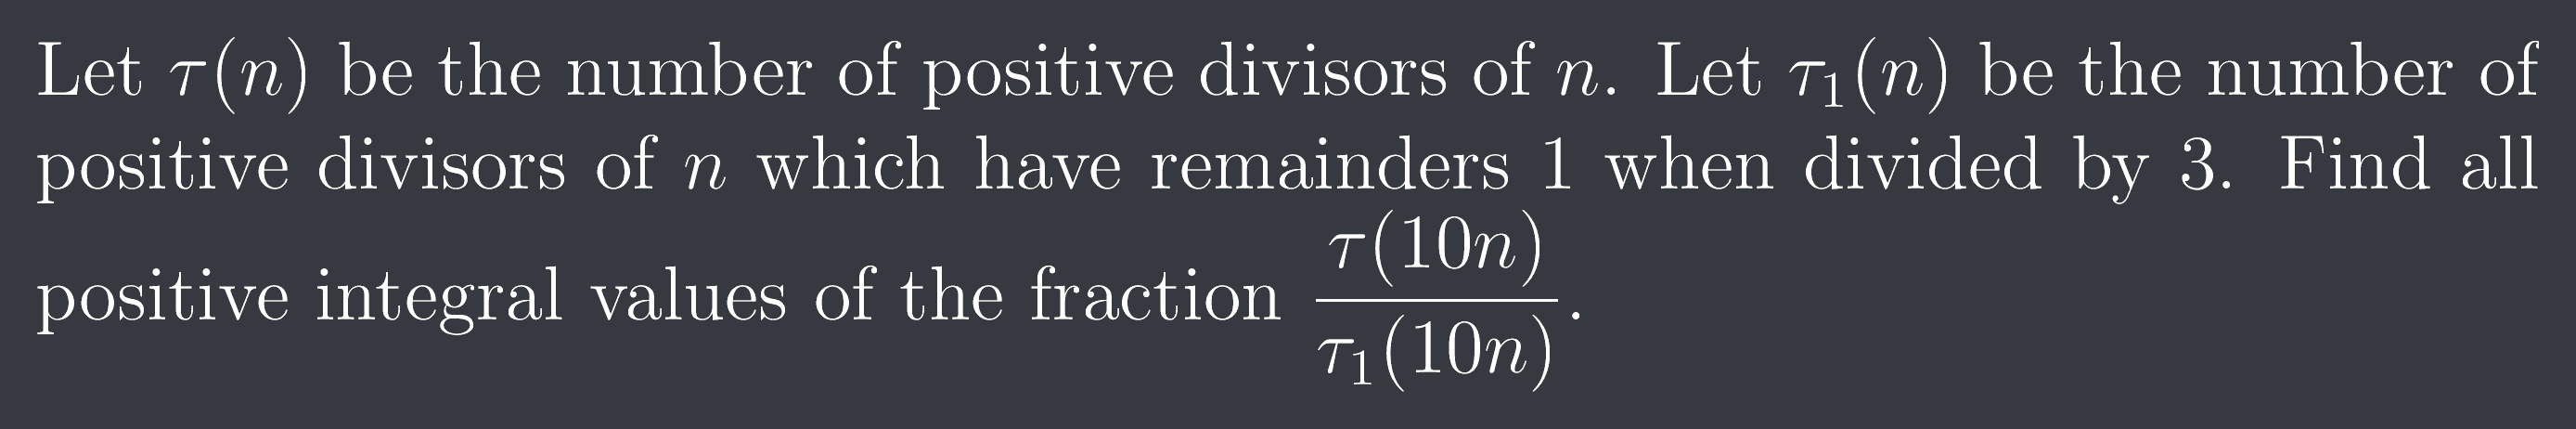 Let τ(n) be the number of positive divisors of n. Let τ₁(n) be the number of
positive divisors of n which have remainders 1 when divided by 3. Find all
positive integral values of the fraction τ(10n)/τ₁(10n).